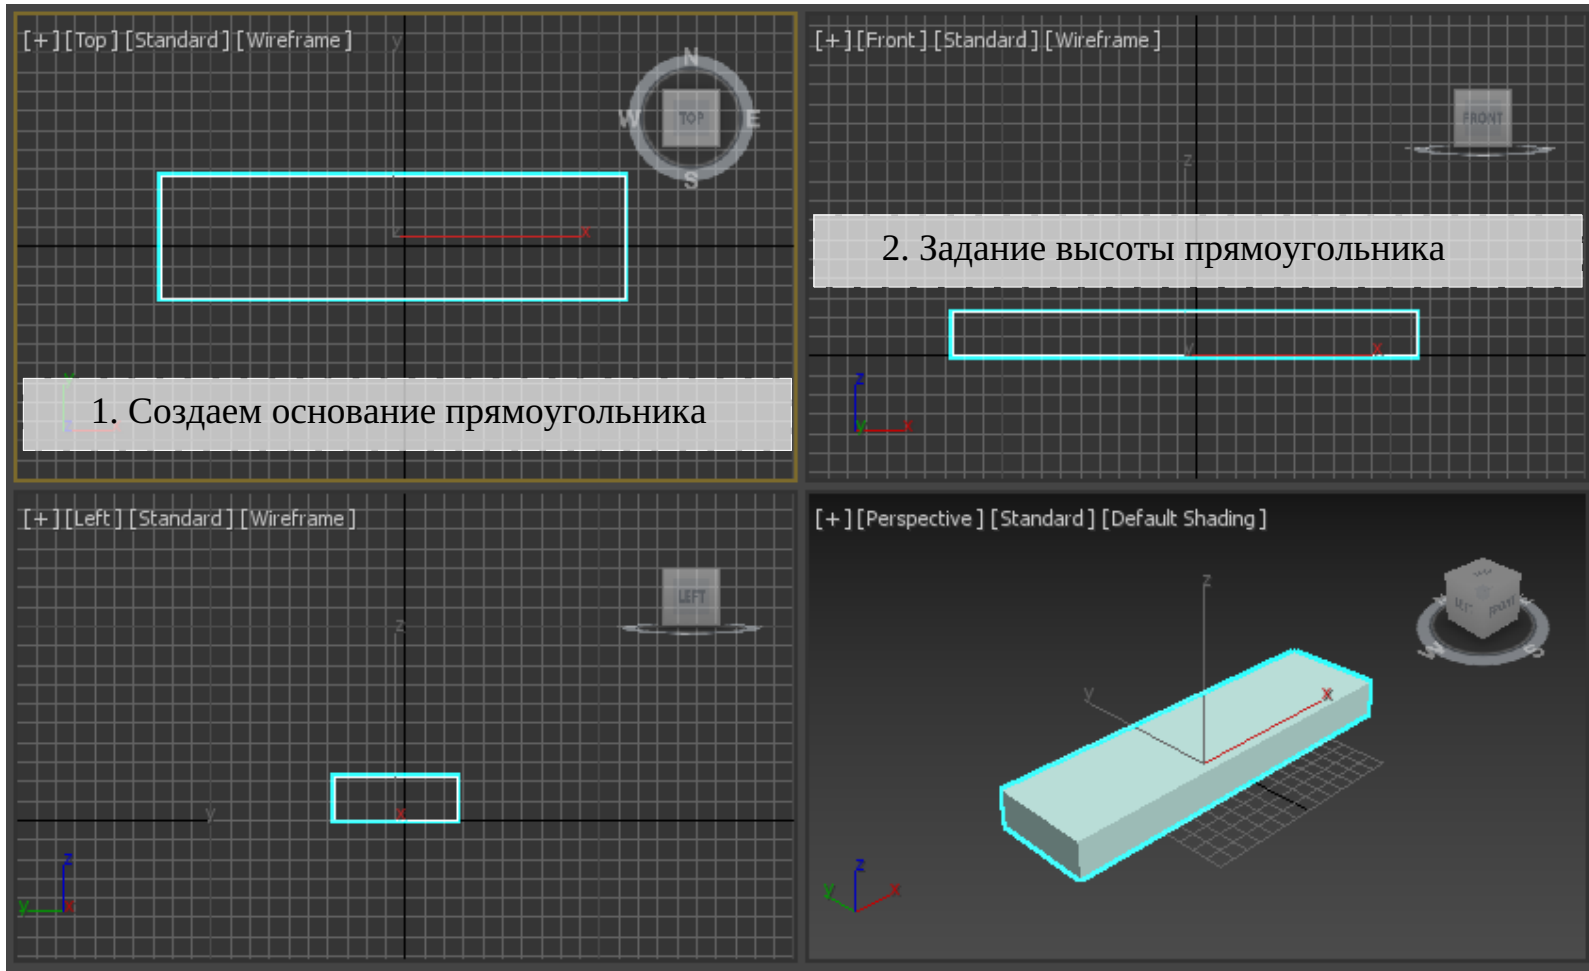 [+] [Top] [Standard] [Wireframe]
y
N
W
TOP
E
S
x
1. Создаем основание прямоугольника
[+] [Front] [Standard] [Wireframe]
FRONT
z
2. Задание высоты прямоугольника
y
x
z
y
x
[+] [Left] [Standard] [Wireframe]
LEFT
z
y
x
z
y
x
[+] [Perspective] [Standard] [Default Shading]
z
y
x
FRONT
W
S
z
y
x